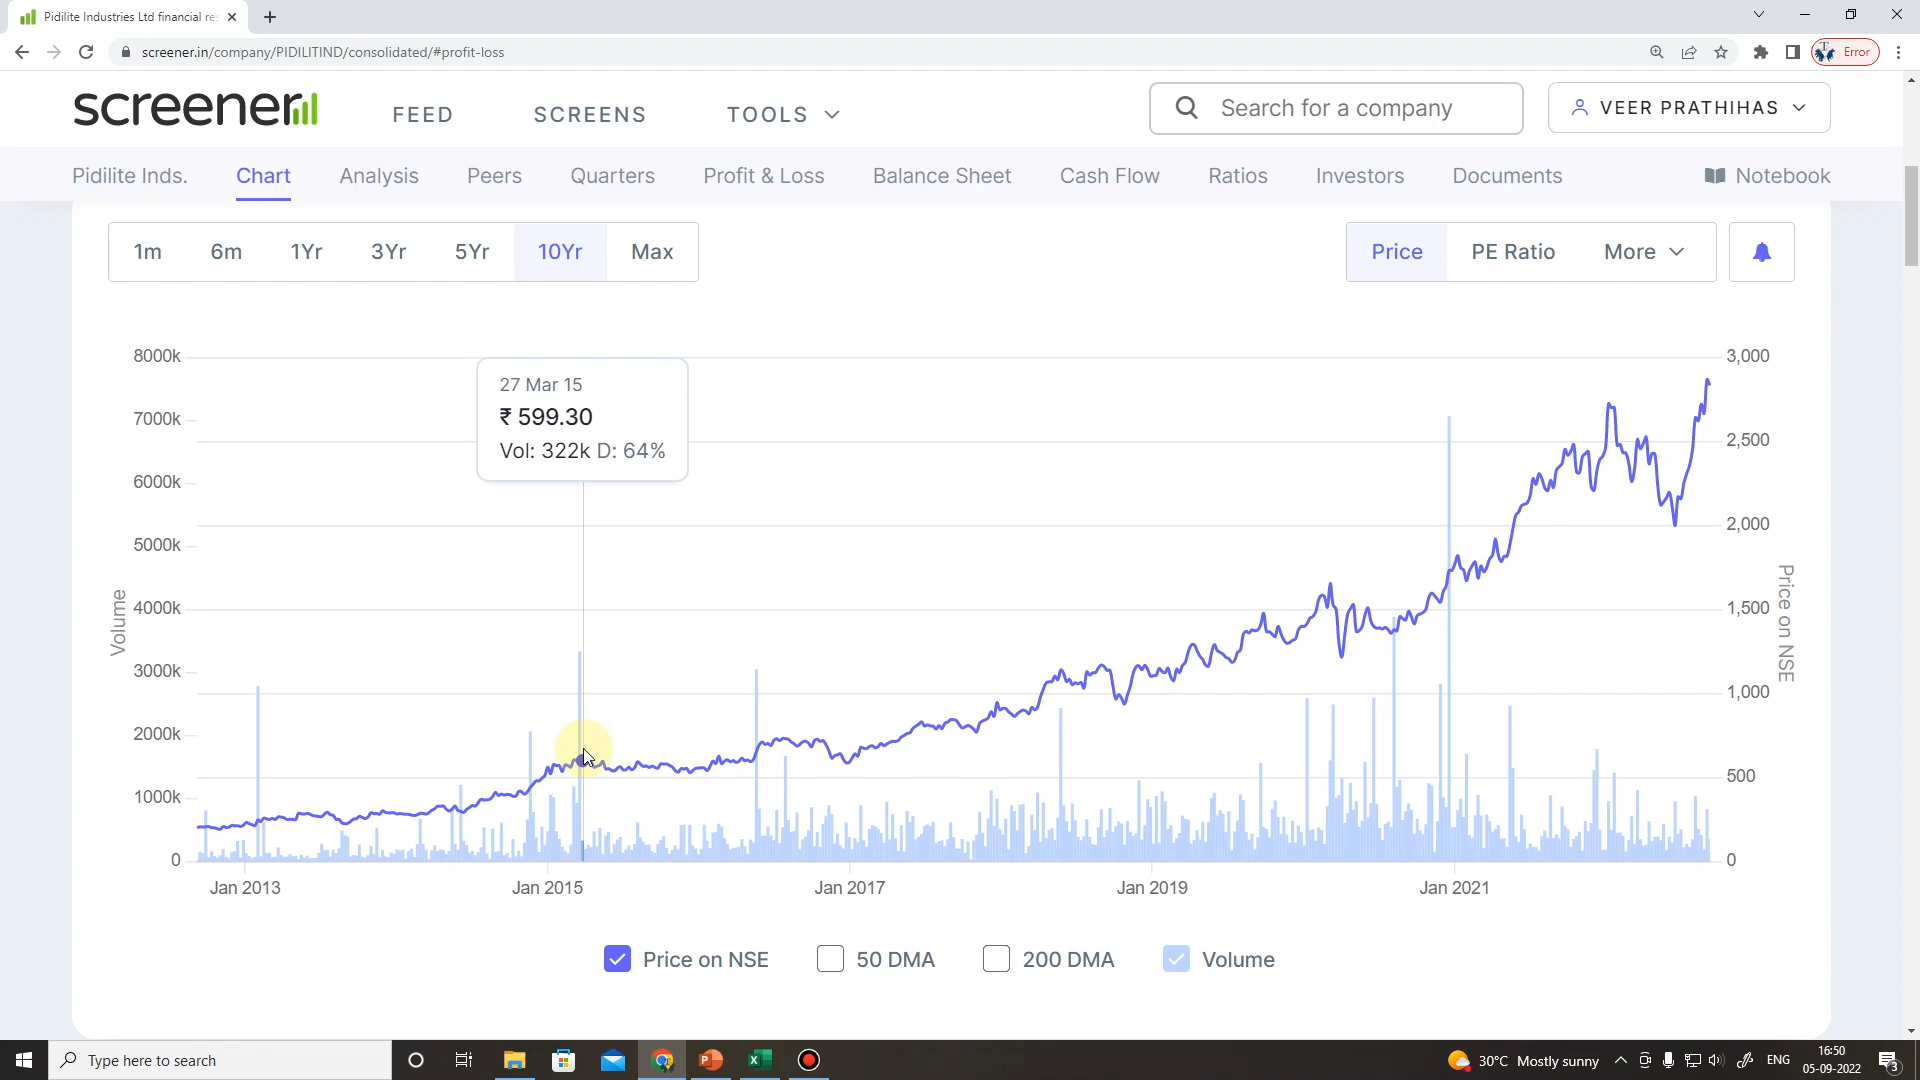 Pidilite Industries Ltd financial re
screener.in/company/PIDILITIND/consolidated/#profit-loss
Error
screener
FEED
SCREENS
TOOLS
Search for a company
VEER PRATHIHAS
Pidilite Inds.
Chart
Analysis
Peers
Quarters
Profit & Loss
Balance Sheet
Cash Flow
Ratios
Investors
Documents
Notebook
1m
6m
1Yr
3Yr
5Yr
10Yr
Max
Price
PE Ratio
More
8000k
7000k
6000k
5000k
4000k
3000k
2000k
1000k
0
Volume
27 Mar 15
₹ 599.30
Vol: 322k D: 64%
3,000
2,500
2,000
1,500
1,000
500
0
Price on NSE
Jan 2013
Jan 2015
Jan 2017
Jan 2019
Jan 2021
Price on NSE
50 DMA
200 DMA
Volume
Type here to search
30°C Mostly sunny
ENG
16:50
05-09-2022
3